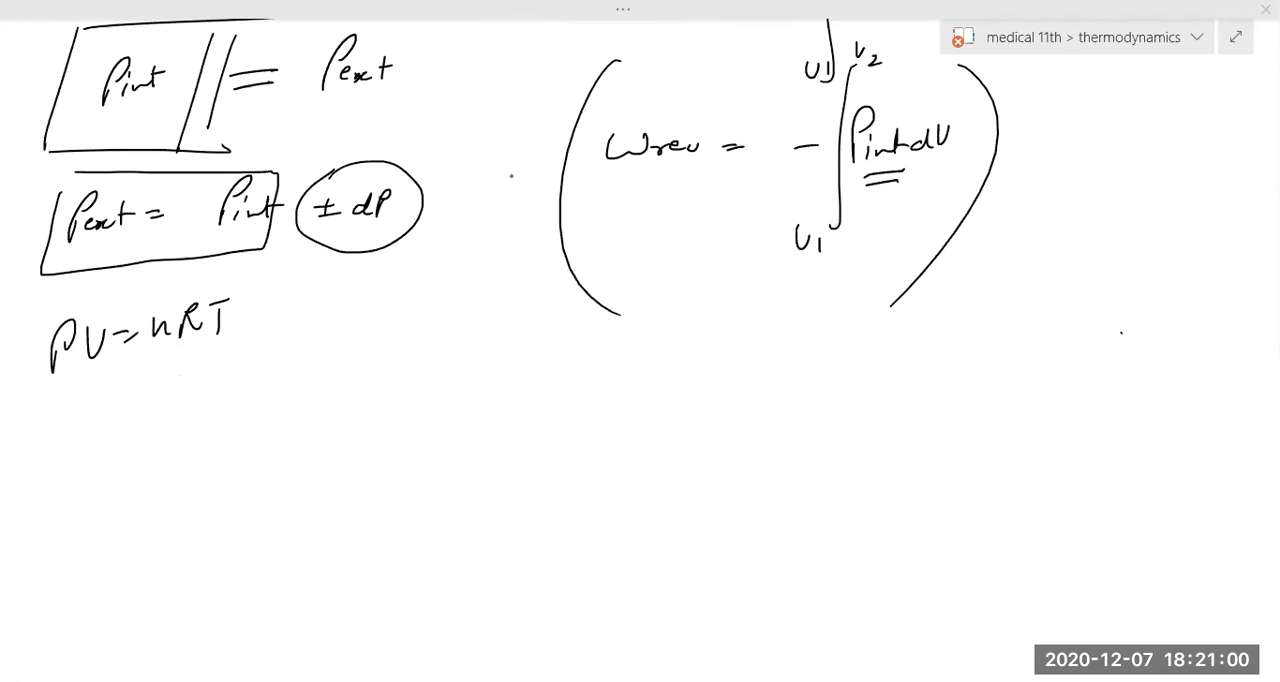 medical 11th > thermodynamics
Pint = Pext
V1
Wrev = - ∫ Pint dV
V2
V1
Pext = Pint ± dP
PV = nRT
2020-12-07 18:21:00